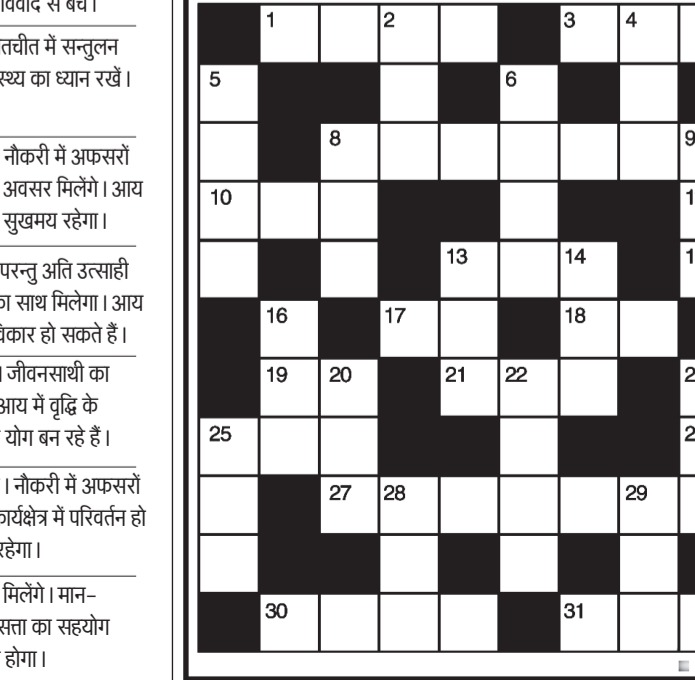 से बचें।
में सन्तुलन
का ध्यान रखें।
नौकरी में अफसरों
अवसर मिलेंगे। आय
सुखमय रहेगा।
परन्तु अति उत्साही
का साथ मिलेगा। आय
विकार हो सकते हैं।
। जीवनसाथी का
आय में वृद्धि के
योग बन रहे हैं।
। नौकरी में अफसरों
कार्यक्षेत्र में परिवर्तन हो
रहेगा।
मिलेंगे। मान-
सत्ता का सहयोग
होगा।
1 2 3 4
5 6
8 9
10
13 14
16 17 18
19 20 21 22
25
27 28 29
30 31